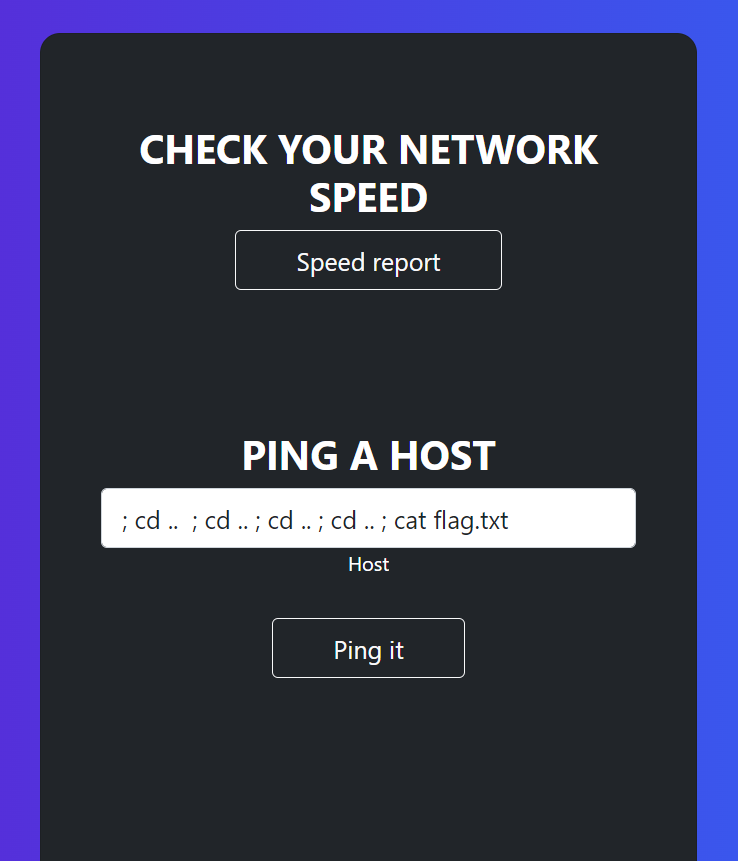 CHECK YOUR NETWORK
SPEED
Speed report
PING A HOST
; cd ..  ; cd .. ; cd .. ; cd .. ; cat flag.txt
Host
Ping it